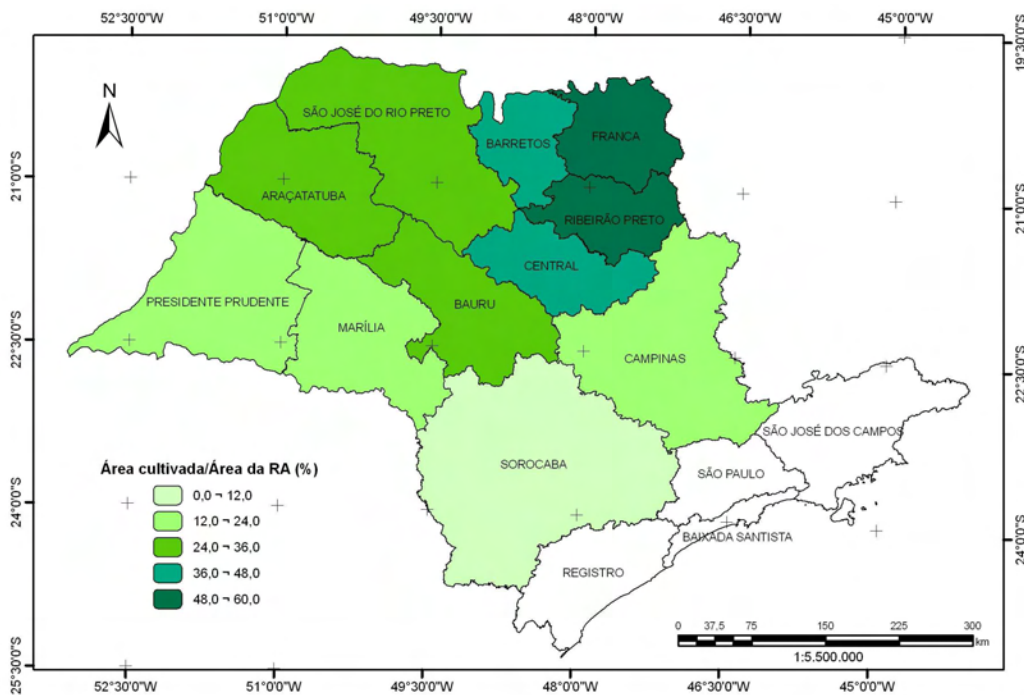 52°30'0"W 51°0'0"W 49°30'0"W 48°00'0"W 46°30'0"W 45°00'0"W
19°30'0"S
N
SÃO JOSÉ DO RIO PRETO
BARRETOS
FRANCA
21°0'0"S
21°0'0"S
ARAÇATATUBA
RIBEIRÃO PRETO
CENTRAL
PRESIDENTE PRUDENTE
BAURU
MARÍLIA
22°30'0"S
CAMPINAS
22°30'0"S
SÃO JOSÉ DOS CAMPOS
SOROCABA
SÃO PAULO
Área cultivada/Área da RA (%)
0,0 ¬ 12,0
12,0 ¬ 24,0
24,0 ¬ 36,0
36,0 ¬ 48,0
48,0 ¬ 60,0
24°0'0"S
BAIXADA SANTISTA
24°0'0"S
REGISTRO
0 37,5 75 150 225 300
km
1:5.500.000
25°30'0"S
52°30'0"W 51°0'0"W 49°30'0"W 48°0'0"W 46°30'0"W 45°00'0"W